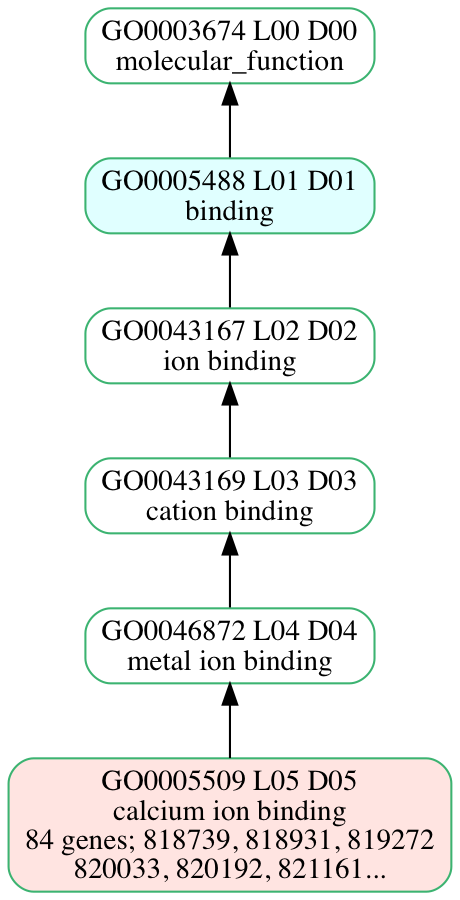 GO0003674 L00 D00
molecular_function
GO0005488 L01 D01
binding
GO0043167 L02 D02
ion binding
GO0043169 L03 D03
cation binding
GO0046872 L04 D04
metal ion binding
GO0005509 L05 D05
calcium ion binding
84 genes; 818739, 818931, 819272
820033, 820192, 821161...